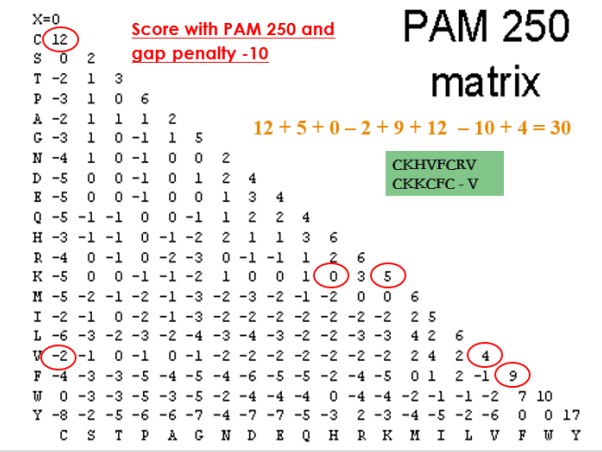 PAM 250
matrix
Score with PAM 250 and
gap penalty -10
12 + 5 + 0 – 2 + 9 + 12 – 10 + 4 = 30
CKHVFCRV
CKKCFC - V
X=0
C 12
S 0 2
T -2 1 3
P -3 1 0 6
A -2 1 1 1 2
G -3 1 0 -1 1 5
N -4 1 0 -1 0 0 2
D -5 0 0 -1 0 1 2 4
E -5 0 0 -1 0 0 1 3 4
Q -5 -1 -1 0 0 -1 1 2 2 4
H -3 -1 -1 0 -1 -2 2 1 1 3 6
R -4 0 -1 0 -2 -3 0 -1 -1 1 2 6
K -5 0 0 -1 -1 -2 1 0 0 1 0 3 5
M -5 -2 -1 -2 -1 -3 -2 -3 -2 -1 -2 0 0 6
I -2 -1 0 -2 -1 -3 -2 -2 -2 -2 -2 -2 -2 2 5
L -6 -3 -2 -3 -2 -4 -3 -4 -3 -2 -2 -3 -3 4 2 6
V -2 -1 0 -1 0 -1 -2 -2 -2 -2 -2 -2 -2 2 4 2 4
F -4 -3 -3 -5 -4 -5 -4 -6 -5 -5 -2 -4 -5 0 1 2 -1 9
W 0 -3 -3 -5 -3 -5 -2 -4 -4 -4 0 -4 -4 -2 -1 -1 -2 7 10
Y -8 -2 -5 -6 -6 -7 -4 -7 -7 -5 -3 2 -3 -4 -5 -2 -6 0 0 17
C S T P A G N D E Q H R K M I L V F W Y